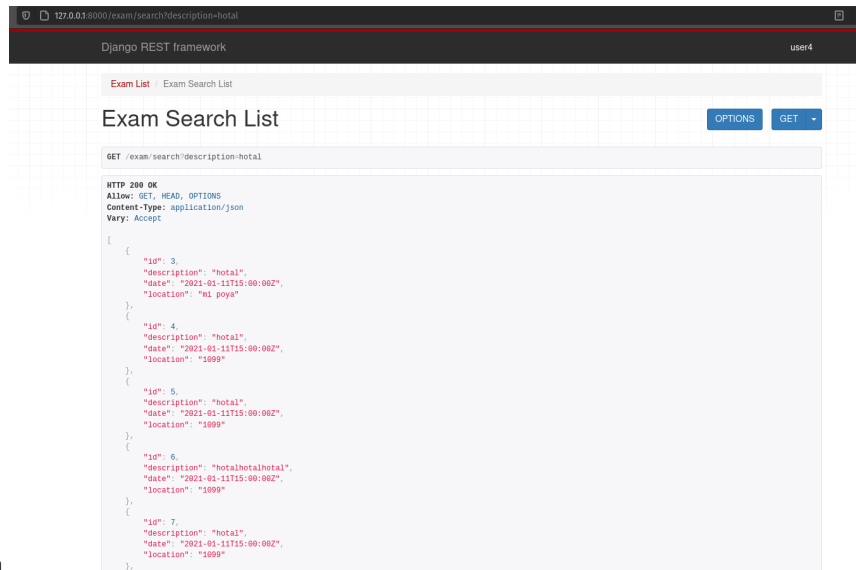 127.0.0.1:8000/exam/search?description=hotal
Django REST framework
user4
Exam List / Exam Search List
Exam Search List
OPTIONS
GET
GET /exam/search?description=hotal
HTTP 200 OK
Allow: GET, HEAD, OPTIONS
Content-Type: application/json
Vary: Accept
[
{
"id": 3,
"description": "hotal",
"date": "2021-01-11T15:00:00Z",
"location": "mi poya"
},
{
"id": 4,
"description": "hotal",
"date": "2021-01-11T15:00:00Z",
"location": "1099"
},
{
"id": 5,
"description": "hotal",
"date": "2021-01-11T15:00:00Z",
"location": "1099"
},
{
"id": 6,
"description": "hotalhotalhotal",
"date": "2021-01-11T15:00:00Z",
"location": "1099"
},
{
"id": 7,
"description": "hotal",
"date": "2021-01-11T15:00:00Z",
"location": "1099"
},